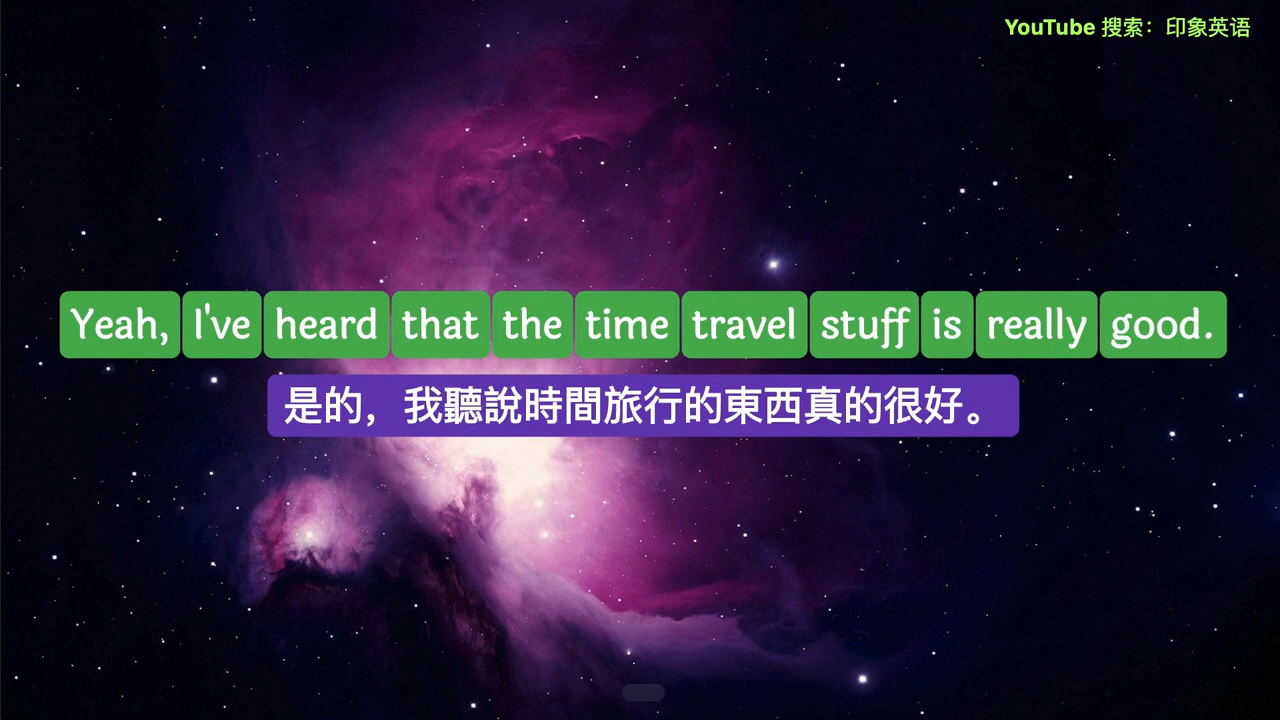 YouTube 搜索：印象英语
Yeah, I've heard that the time travel stuff is really good.
是的，我聽說時間旅行的東西真的很好。